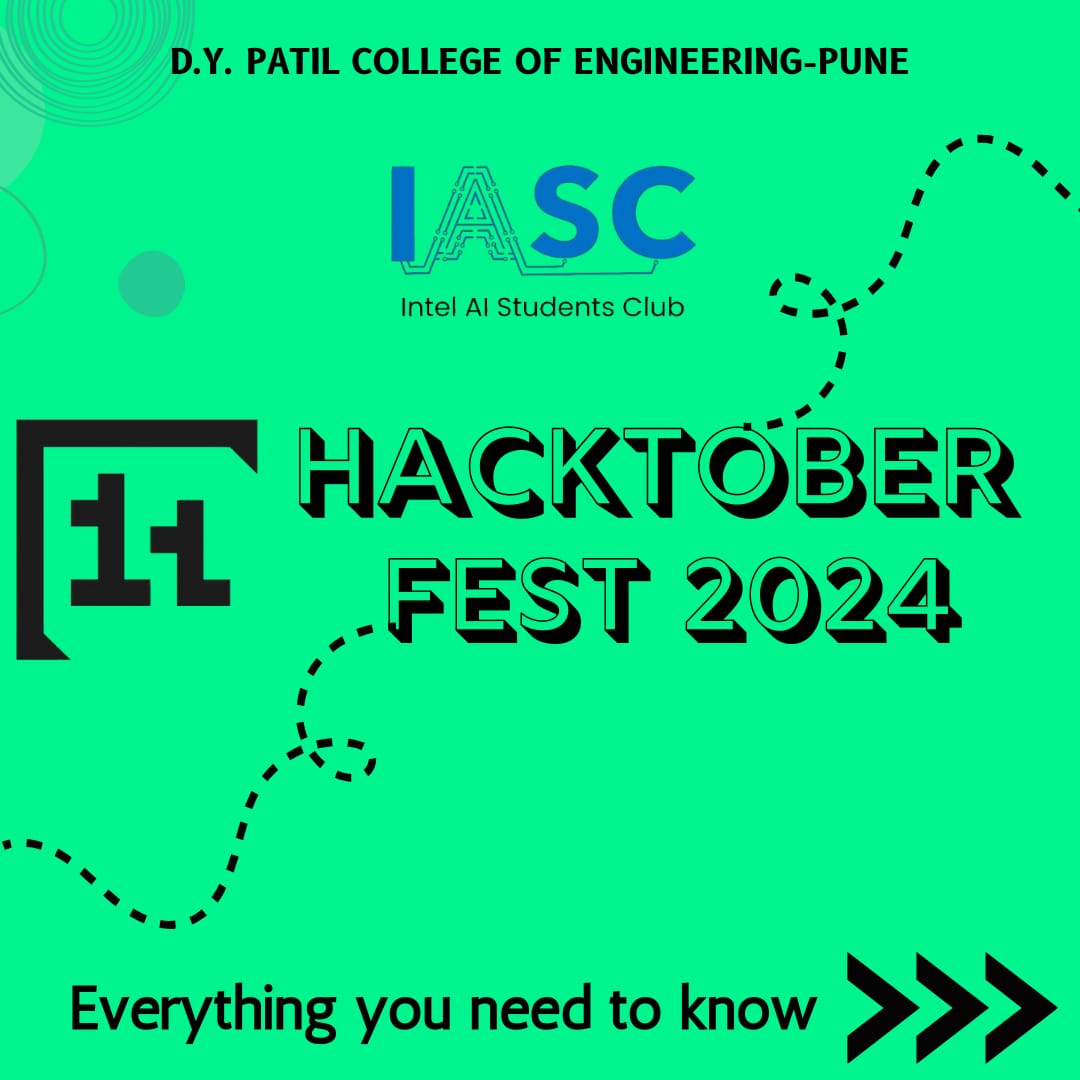 D.Y. PATIL COLLEGE OF ENGINEERING-PUNE
IASC
Intel AI Students Club
HACKTOBER
FEST 2024
Everything you need to know